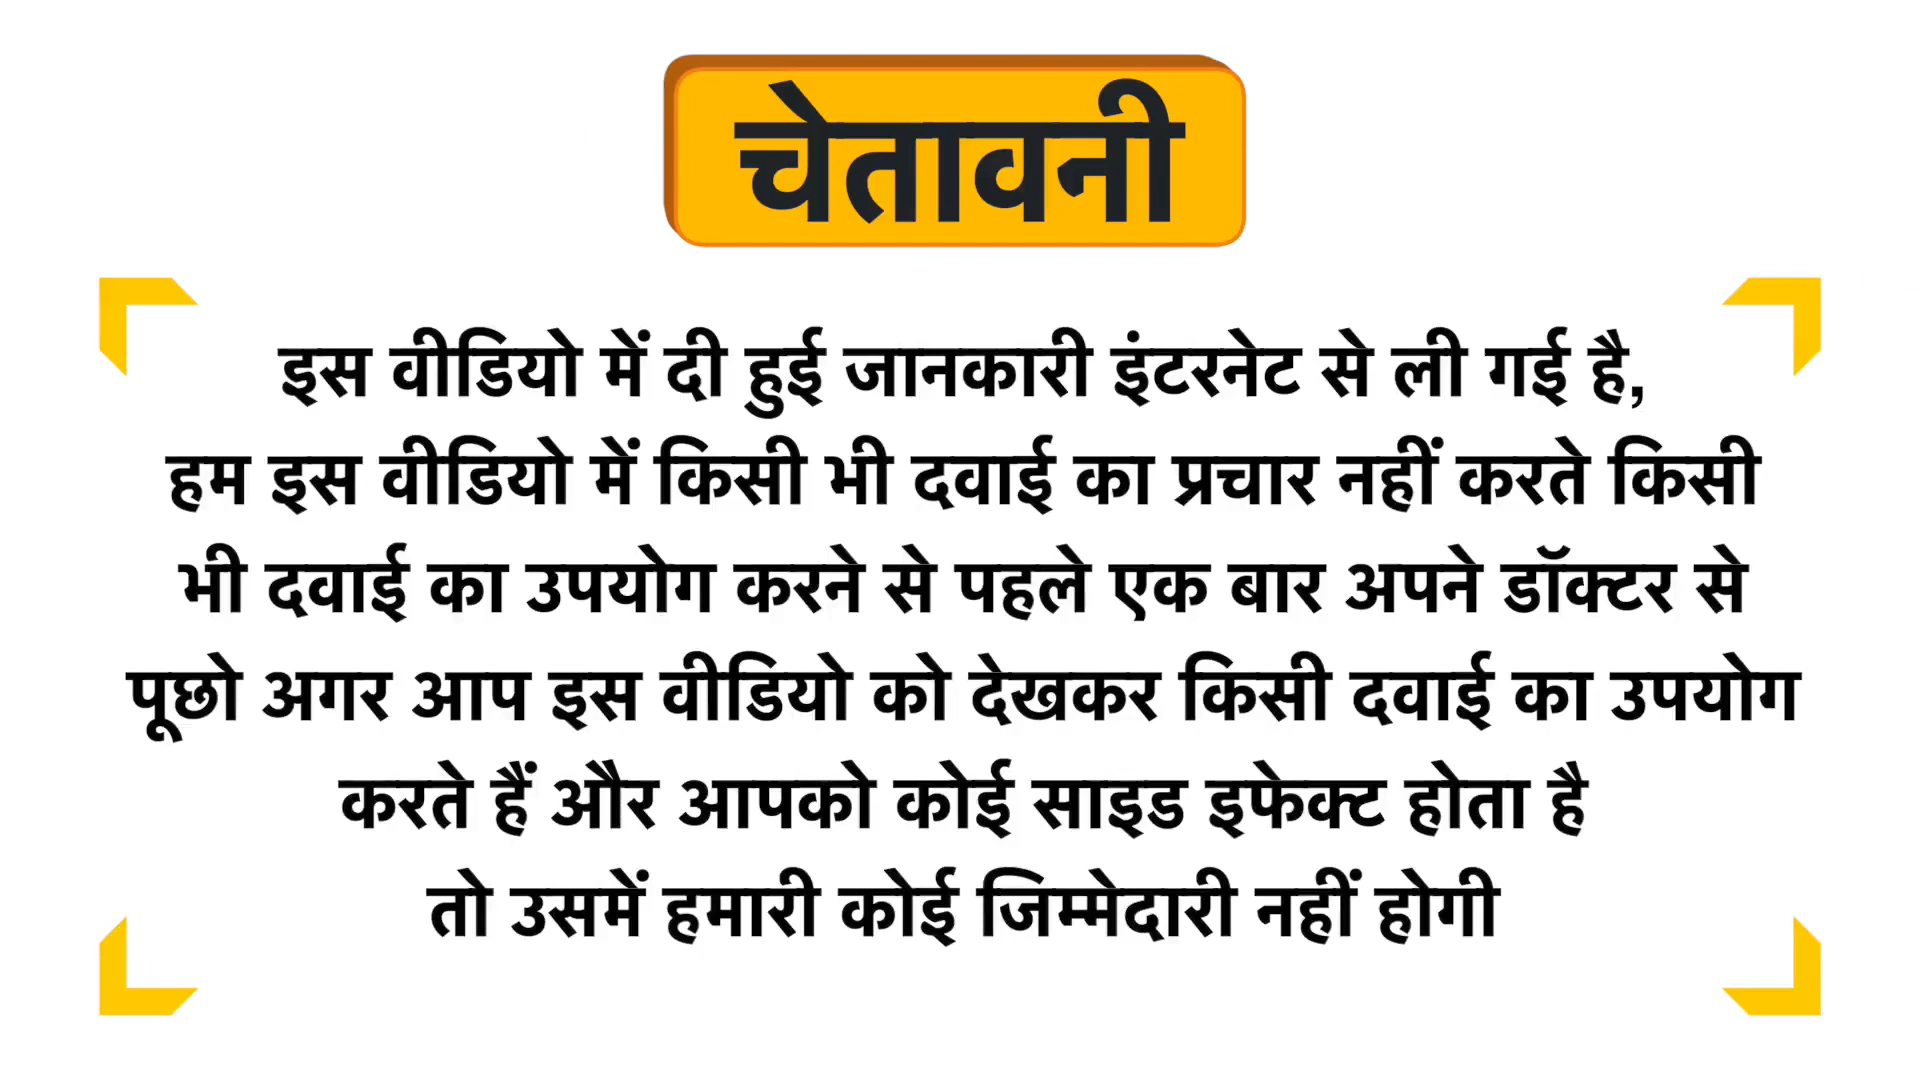 चेतावनी
इस वीडियो में दी हुई जानकारी इंटरनेट से ली गई है,
हम इस वीडियो में किसी भी दवाई का प्रचार नहीं करते किसी
भी दवाई का उपयोग करने से पहले एक बार अपने डॉक्टर से
पूछो अगर आप इस वीडियो को देखकर किसी दवाई का उपयोग
करते हैं और आपको कोई साइड इफेक्ट होता है
तो उसमें हमारी कोई जिम्मेदारी नहीं होगी